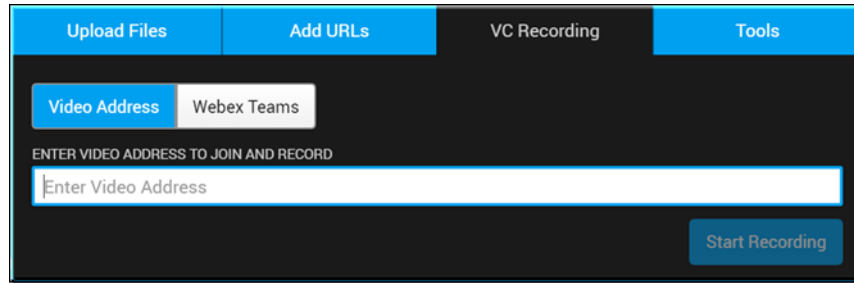 Upload Files Add URLs VC Recording Tools
Video Address Webex Teams
ENTER VIDEO ADDRESS TO JOIN AND RECORD
Enter Video Address
Start Recording